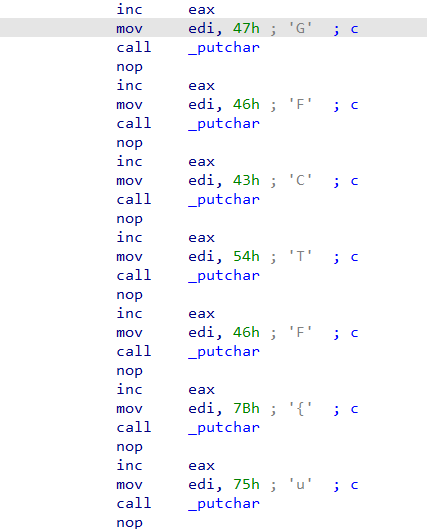 inc eax
mov edi, 47h ; 'G' ; c
call _putchar
nop
inc eax
mov edi, 46h ; 'F' ; c
call _putchar
nop
inc eax
mov edi, 43h ; 'C' ; c
call _putchar
nop
inc eax
mov edi, 54h ; 'T' ; c
call _putchar
nop
inc eax
mov edi, 46h ; 'F' ; c
call _putchar
nop
inc eax
mov edi, 7Bh ; '{' ; c
call _putchar
nop
inc eax
mov edi, 75h ; 'u' ; c
call _putchar
nop